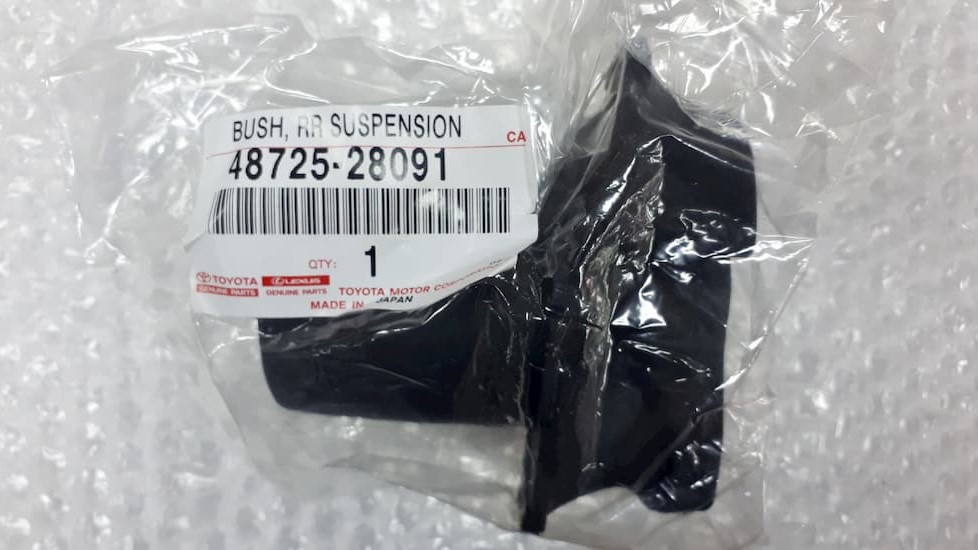 BUSH, RR SUSPENSION
CA
48725-28091
QTY: 1
TOYOTA
GENUINE PARTS
LEXUS
GENUINE PARTS
TOYOTA MOTOR CORPORATION
MADE IN JAPAN